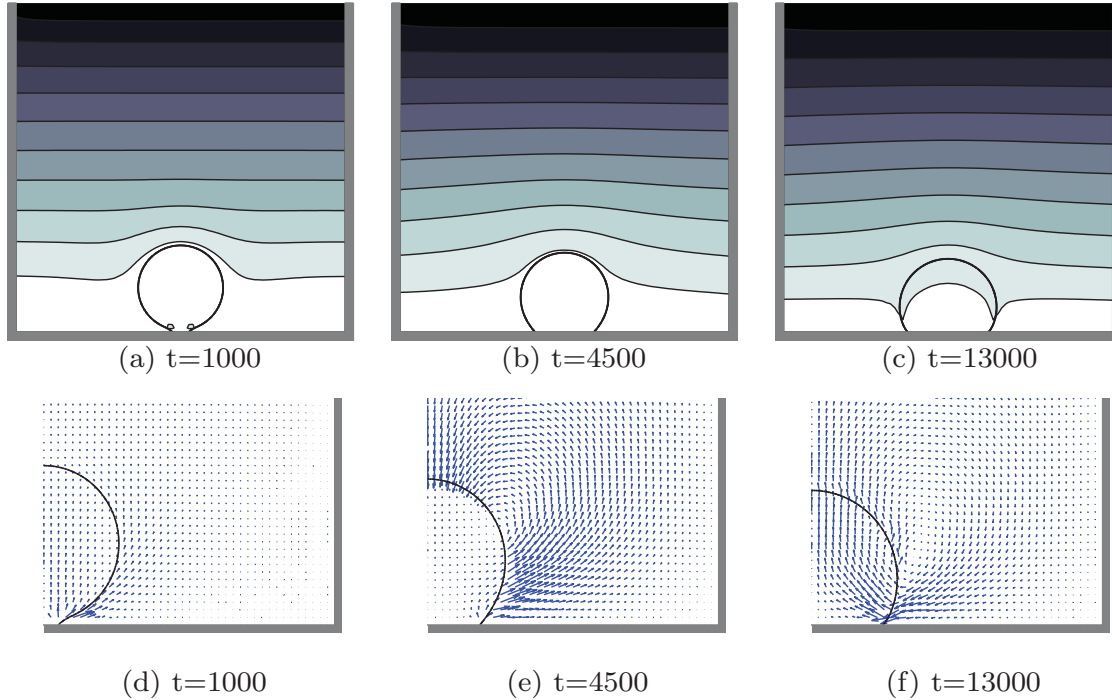 (a) t=1000
(b) t=4500
(c) t=13000
(d) t=1000
(e) t=4500
(f) t=13000